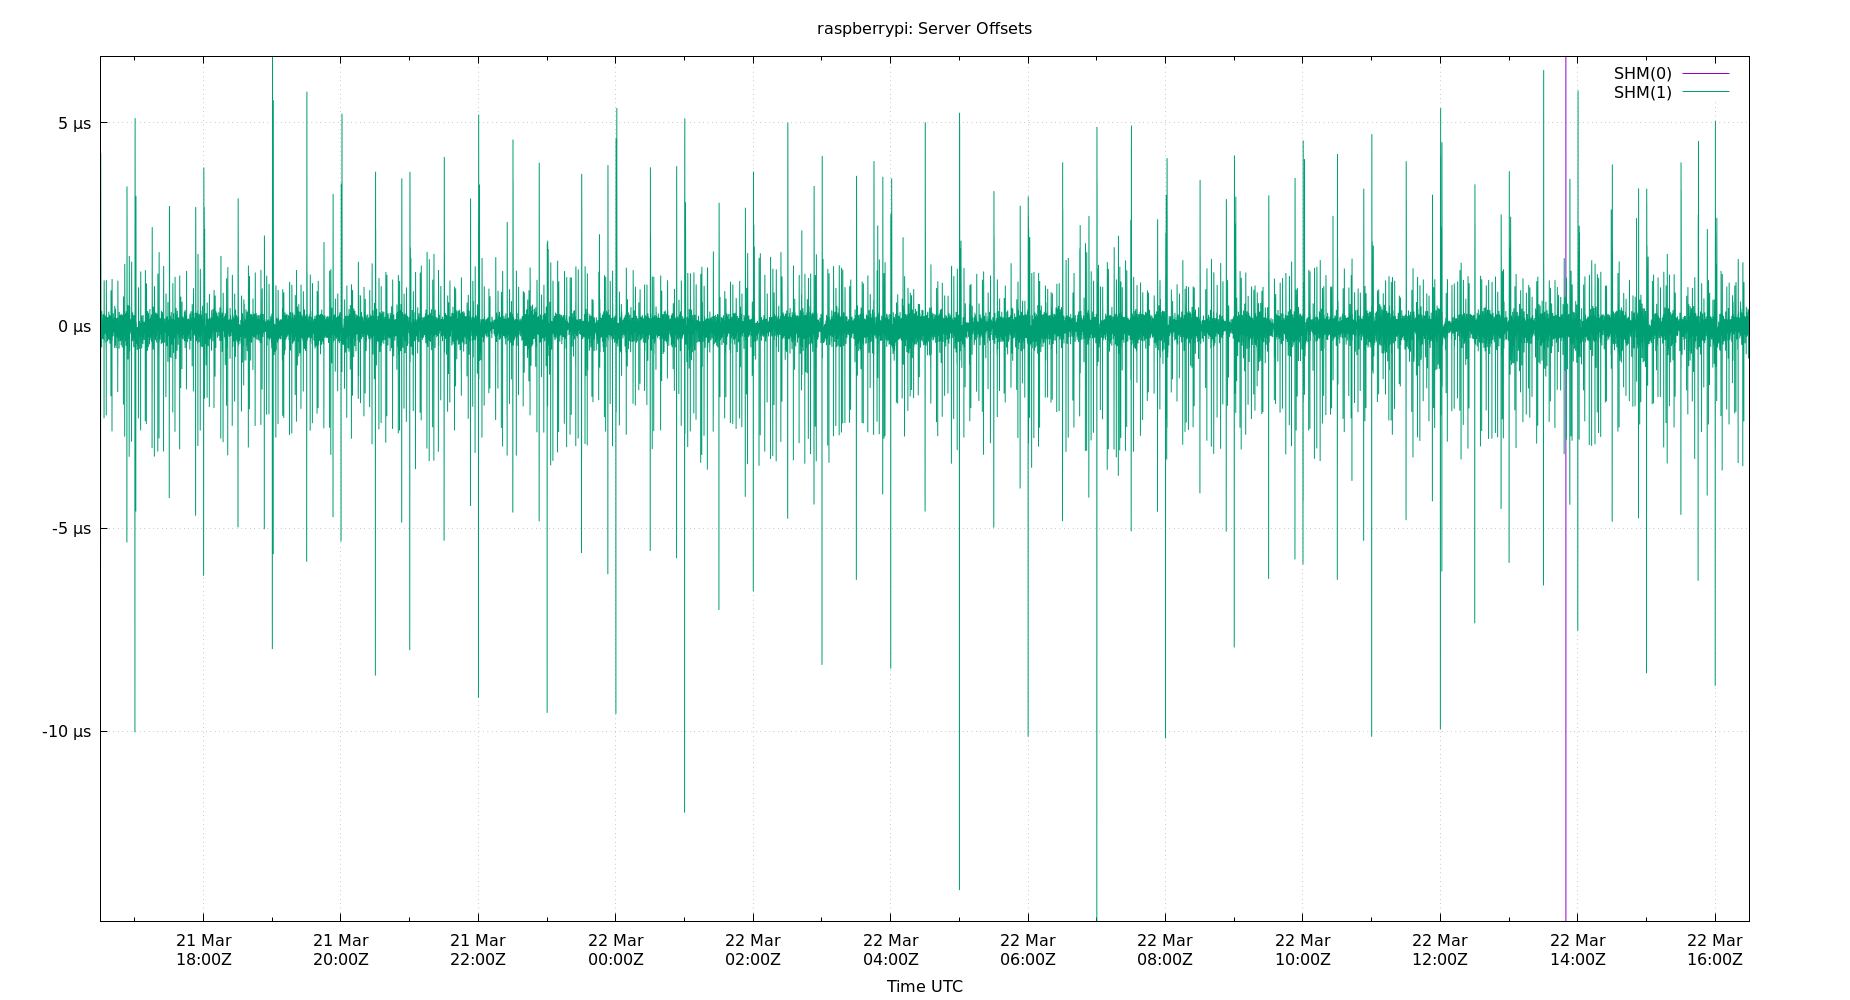 raspberrypi: Server Offsets
SHM(0)
SHM(1)
5 µs
0 µs
-5 µs
-10 µs
21 Mar 21 Mar 21 Mar 22 Mar 22 Mar 22 Mar 22 Mar 22 Mar 22 Mar 22 Mar 22 Mar 22 Mar
18:00Z 20:00Z 22:00Z 00:00Z 02:00Z 04:00Z 06:00Z 08:00Z 10:00Z 12:00Z 14:00Z 16:00Z
Time UTC